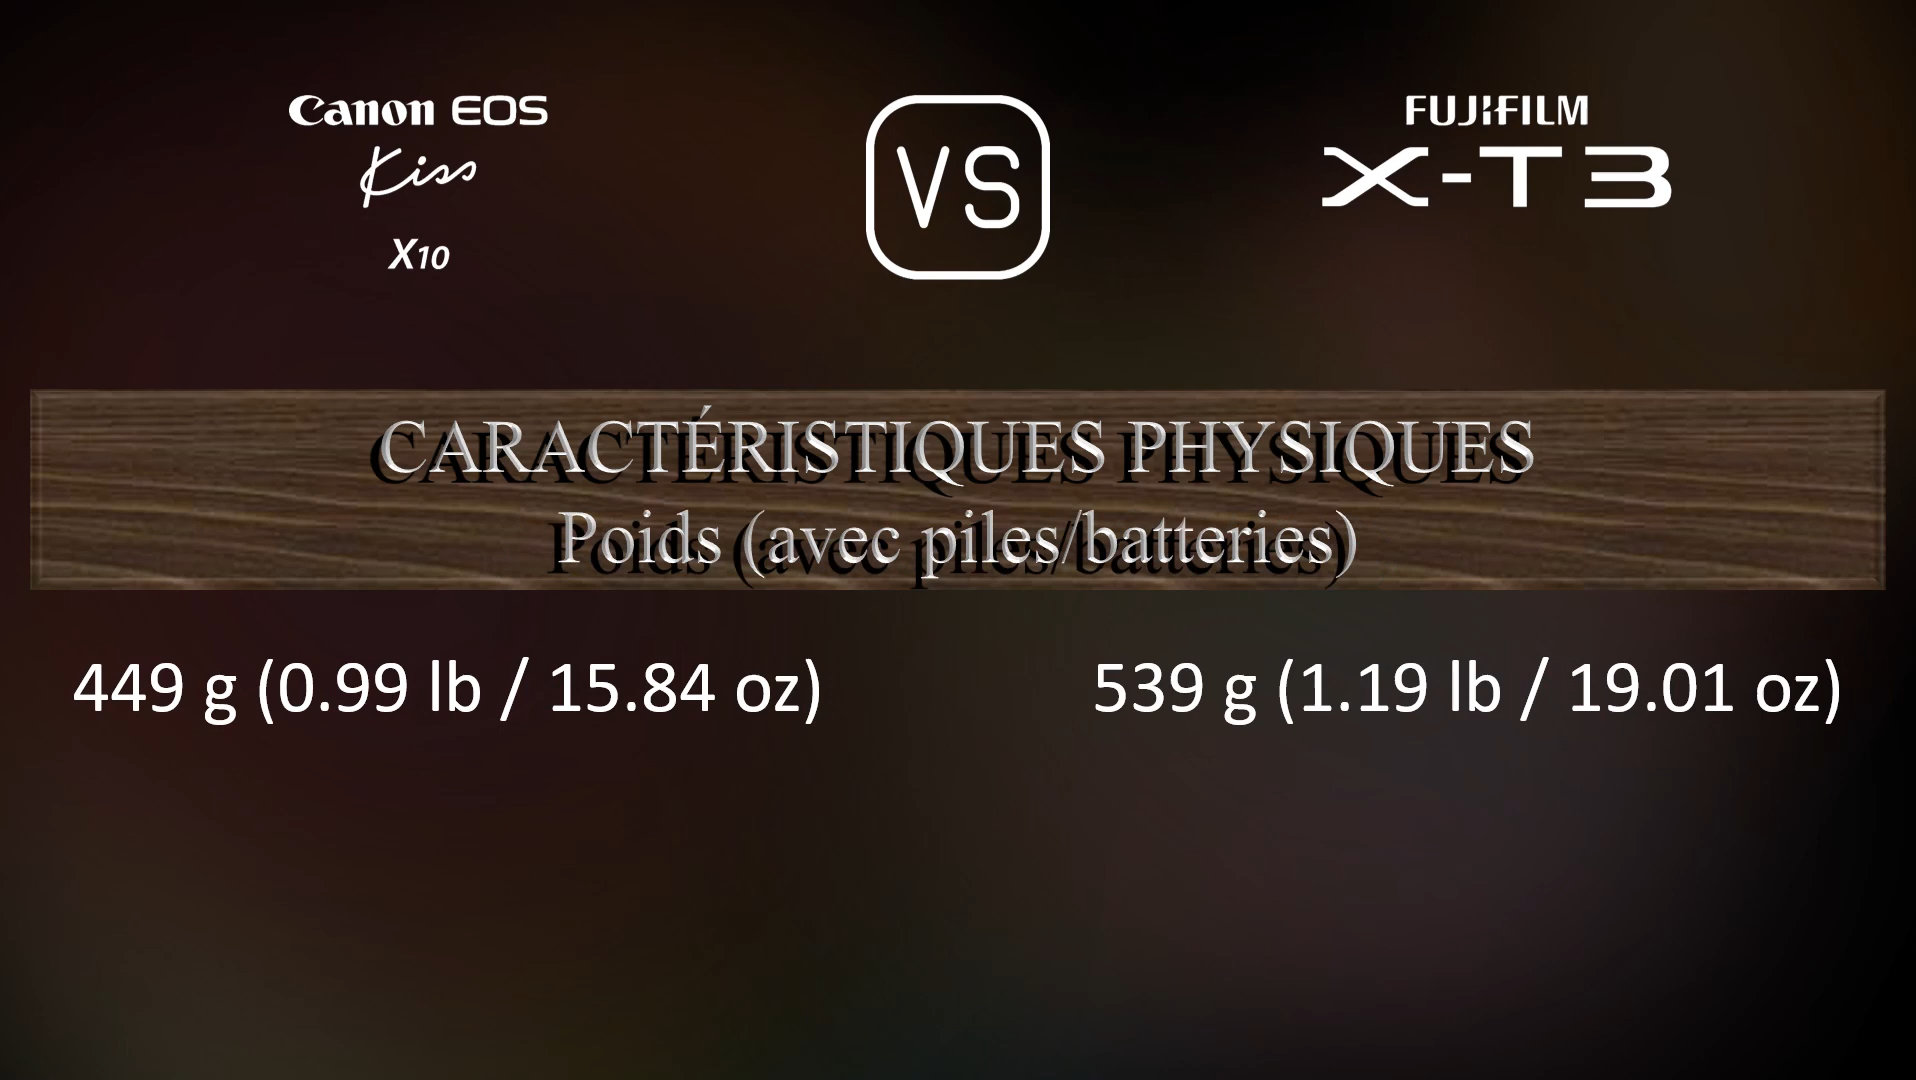 Canon EOS
Kiss
X10
VS
FUJIFILM
X-T3
CARACTÉRISTIQUES PHYSIQUES
Poids (avec piles/batteries)
449 g (0.99 lb / 15.84 oz)
539 g (1.19 lb / 19.01 oz)